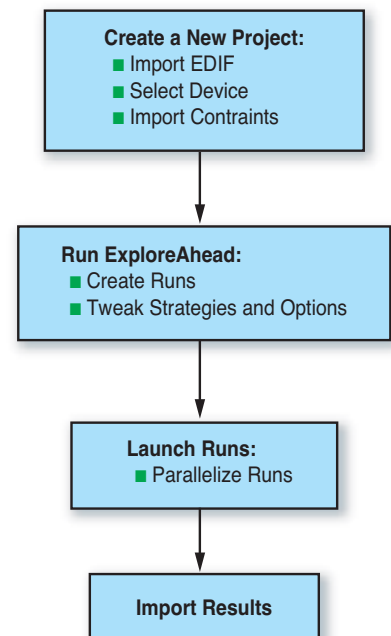 Create a New Project:
■ Import EDIF
■ Select Device
■ Import Contraints
Run ExploreAhead:
■ Create Runs
■ Tweak Strategies and Options
Launch Runs:
■ Parallelize Runs
Import Results